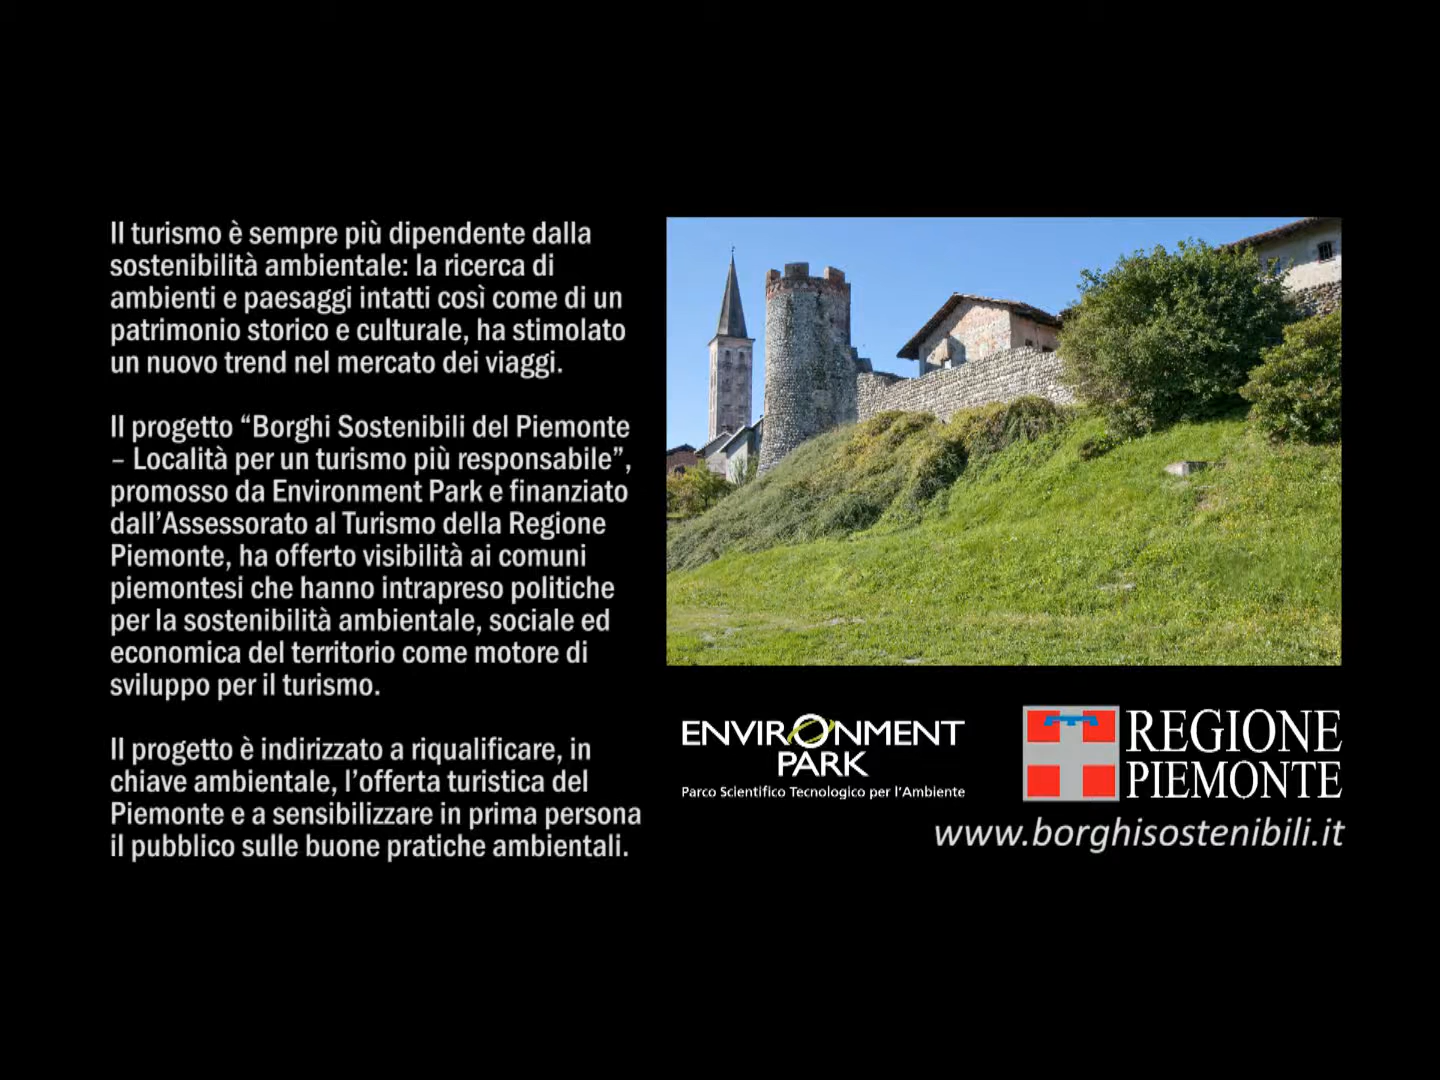 Il turismo è sempre più dipendente dalla
sostenibilità ambientale: la ricerca di
ambienti e paesaggi intatti così come di un
patrimonio storico e culturale, ha stimolato
un nuovo trend nel mercato dei viaggi.
Il progetto “Borghi Sostenibili del Piemonte
– Località per un turismo più responsabile”,
promosso da Environment Park e finanziato
dall’Assessorato al Turismo della Regione
Piemonte, ha offerto visibilità ai comuni
piemontesi che hanno intrapreso politiche
per la sostenibilità ambientale, sociale ed
economica del territorio come motore di
sviluppo per il turismo.
Il progetto è indirizzato a riqualificare, in
chiave ambientale, l’offerta turistica del
Piemonte e a sensibilizzare in prima persona
il pubblico sulle buone pratiche ambientali.
ENVIRONMENT
PARK
Parco Scientifico Tecnologico per l’Ambiente
REGIONE
PIEMONTE
www.borghisostenibili.it